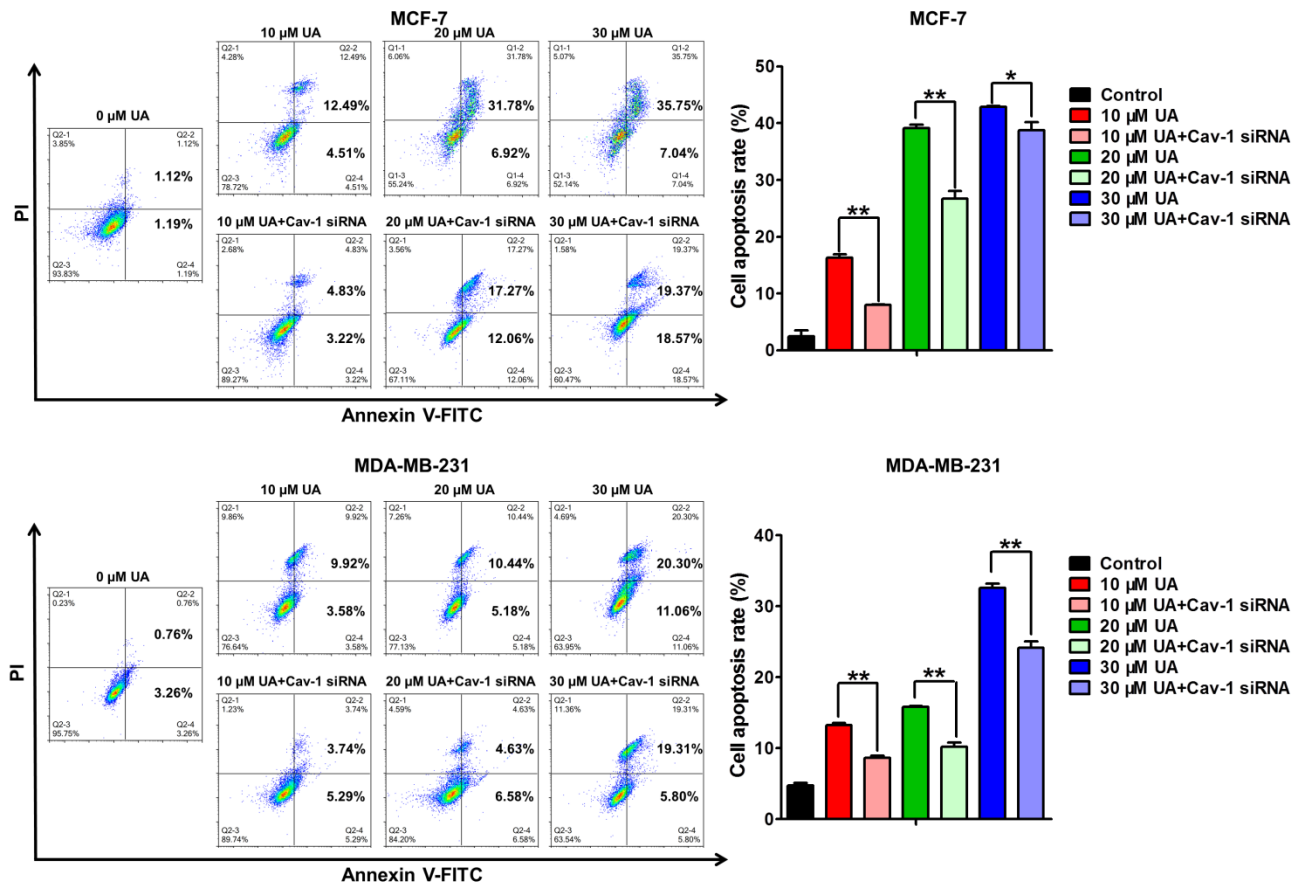 MCF-7
10 µM UA
20 µM UA
30 µM UA
0 µM UA
Q2-1
3.85%
Q2-2
1.12%
1.12%
1.19%
Q2-3
93.83%
Q2-4
1.19%
Q2-1
4.28%
Q2-2
12.49%
12.49%
4.51%
Q2-3
78.72%
Q2-4
4.51%
Q1-1
6.06%
Q1-2
31.78%
31.78%
6.92%
Q1-3
55.24%
Q1-4
6.92%
Q1-1
5.07%
Q1-2
35.75%
35.75%
7.04%
Q1-3
52.14%
Q1-4
7.04%
10 µM UA+Cav-1 siRNA
20 µM UA+Cav-1 siRNA
30 µM UA+Cav-1 siRNA
Q2-1
2.68%
Q2-2
4.83%
4.83%
3.22%
Q2-3
89.27%
Q2-4
3.22%
Q2-1
3.56%
Q2-2
17.27%
17.27%
12.06%
Q2-3
67.11%
Q2-4
12.06%
Q2-1
1.58%
Q2-2
19.37%
19.37%
18.57%
Q2-3
60.47%
Q2-4
18.57%
PI
Annexin V-FITC
MCF-7
Cell apoptosis rate (%)
50
40
30
20
10
0
**
**
*
Control
10 µM UA
10 µM UA+Cav-1 siRNA
20 µM UA
20 µM UA+Cav-1 siRNA
30 µM UA
30 µM UA+Cav-1 siRNA
MDA-MB-231
10 µM UA
20 µM UA
30 µM UA
0 µM UA
Q2-1
0.23%
Q2-2
0.76%
0.76%
3.26%
Q2-3
95.75%
Q2-4
3.26%
Q2-1
9.86%
Q2-2
9.92%
9.92%
3.58%
Q2-3
76.64%
Q2-4
3.58%
Q2-1
7.26%
Q2-2
10.44%
10.44%
5.18%
Q2-3
77.13%
Q2-4
5.18%
Q2-1
4.69%
Q2-2
20.30%
20.30%
11.06%
Q2-3
63.95%
Q2-4
11.06%
10 µM UA+Cav-1 siRNA
20 µM UA+Cav-1 siRNA
30 µM UA+Cav-1 siRNA
Q2-1
1.23%
Q2-2
3.74%
3.74%
5.29%
Q2-3
89.74%
Q2-4
5.29%
Q2-1
4.59%
Q2-2
4.63%
4.63%
6.58%
Q2-3
84.20%
Q2-4
6.58%
Q2-1
11.36%
Q2-2
19.31%
19.31%
5.80%
Q2-3
63.54%
Q2-4
5.80%
PI
Annexin V-FITC
MDA-MB-231
Cell apoptosis rate (%)
40
30
20
10
0
**
**
**
Control
10 µM UA
10 µM UA+Cav-1 siRNA
20 µM UA
20 µM UA+Cav-1 siRNA
30 µM UA
30 µM UA+Cav-1 siRNA